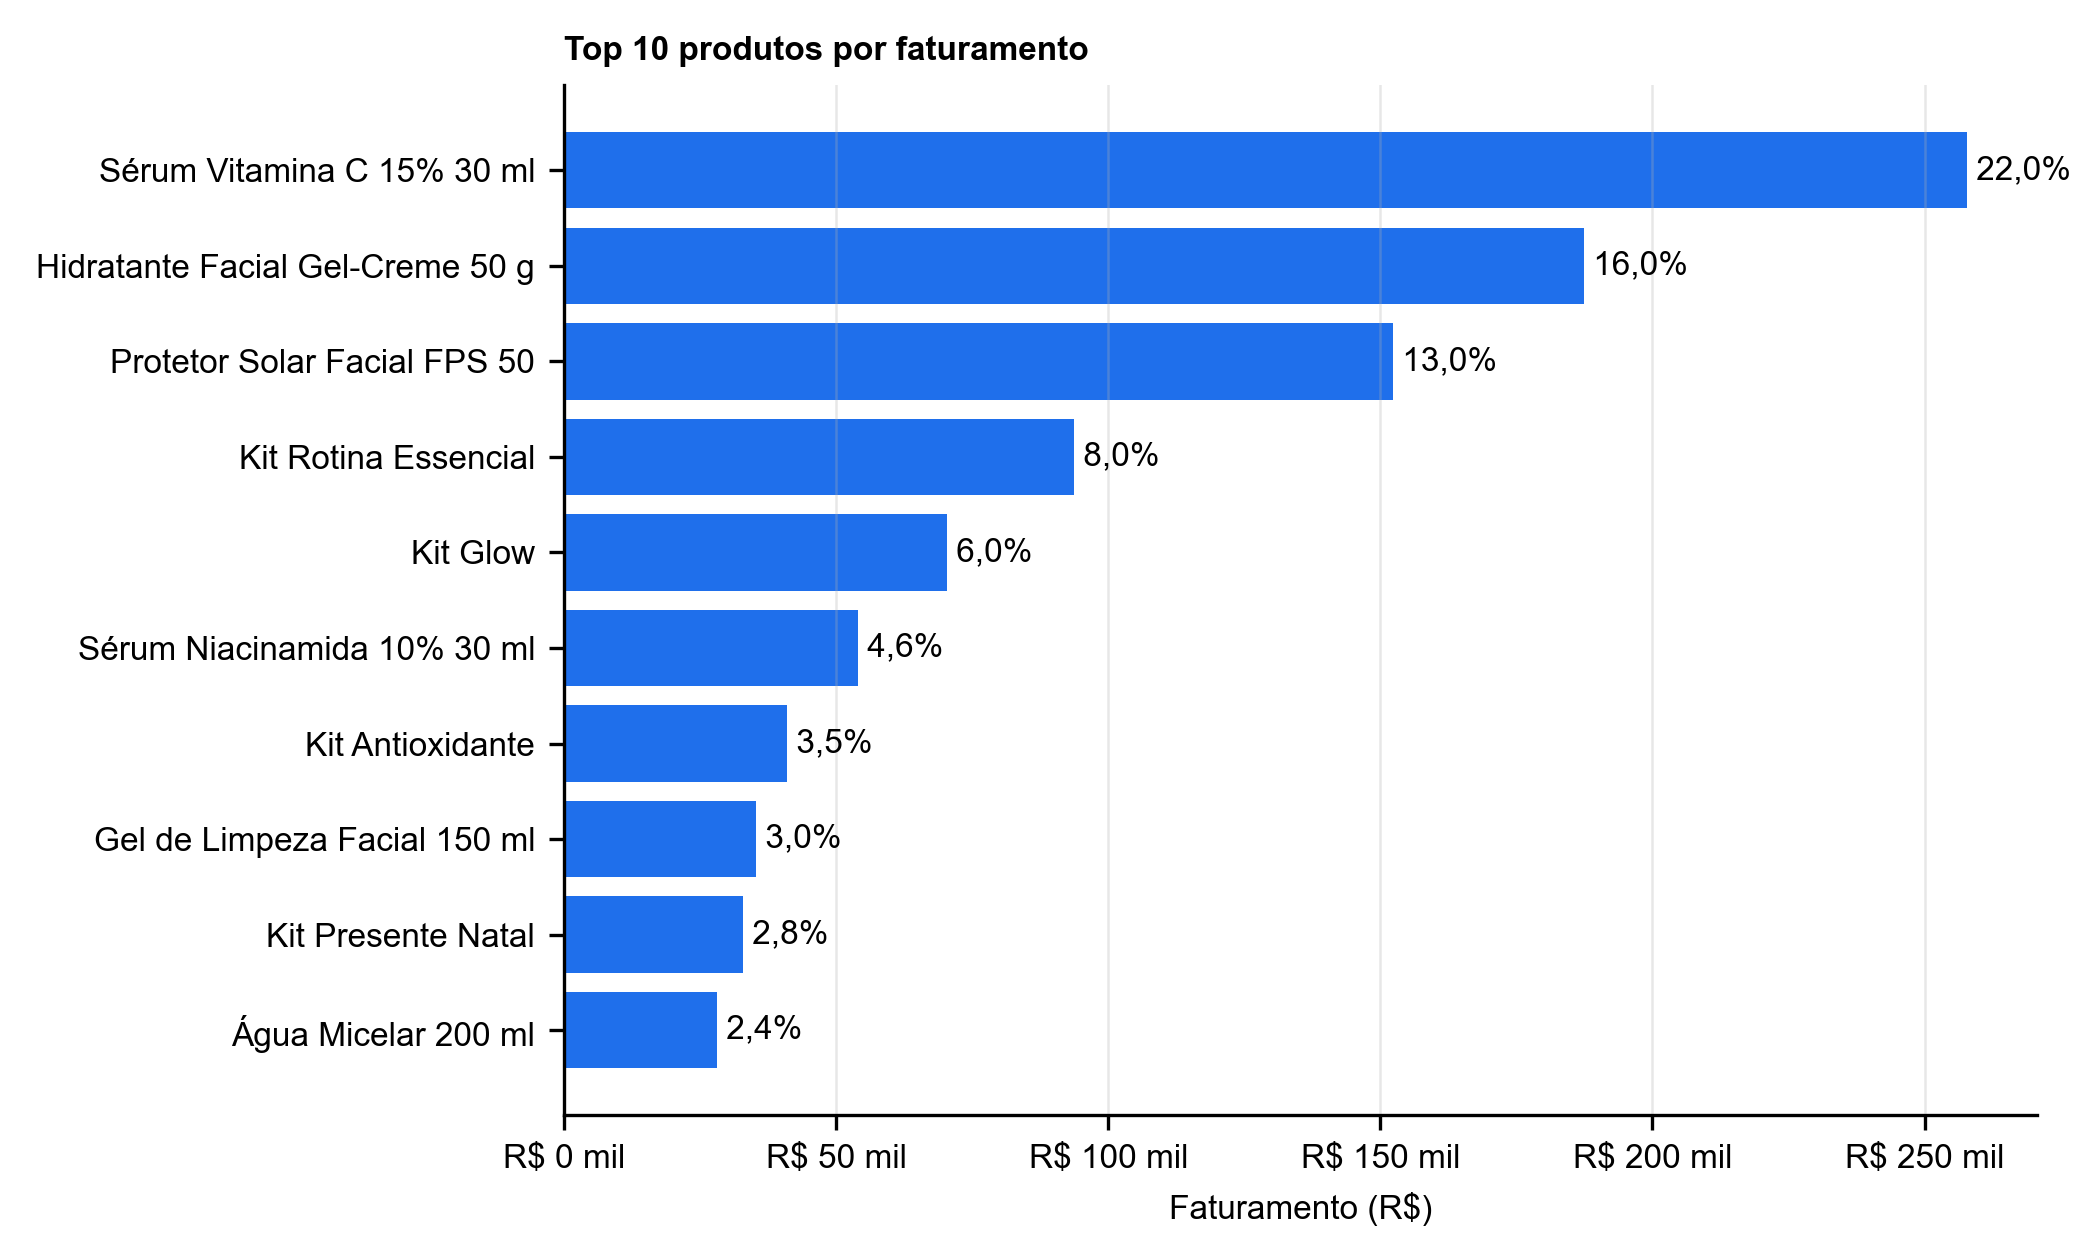 Top 10 produtos por faturamento
Sérum Vitamina C 15% 30 ml 22,0%
Hidratante Facial Gel-Creme 50 g 16,0%
Protetor Solar Facial FPS 50 13,0%
Kit Rotina Essencial 8,0%
Kit Glow 6,0%
Sérum Niacinamida 10% 30 ml 4,6%
Kit Antioxidante 3,5%
Gel de Limpeza Facial 150 ml 3,0%
Kit Presente Natal 2,8%
Água Micelar 200 ml 2,4%
R$ 0 mil R$ 50 mil R$ 100 mil R$ 150 mil R$ 200 mil R$ 250 mil
Faturamento (R$)